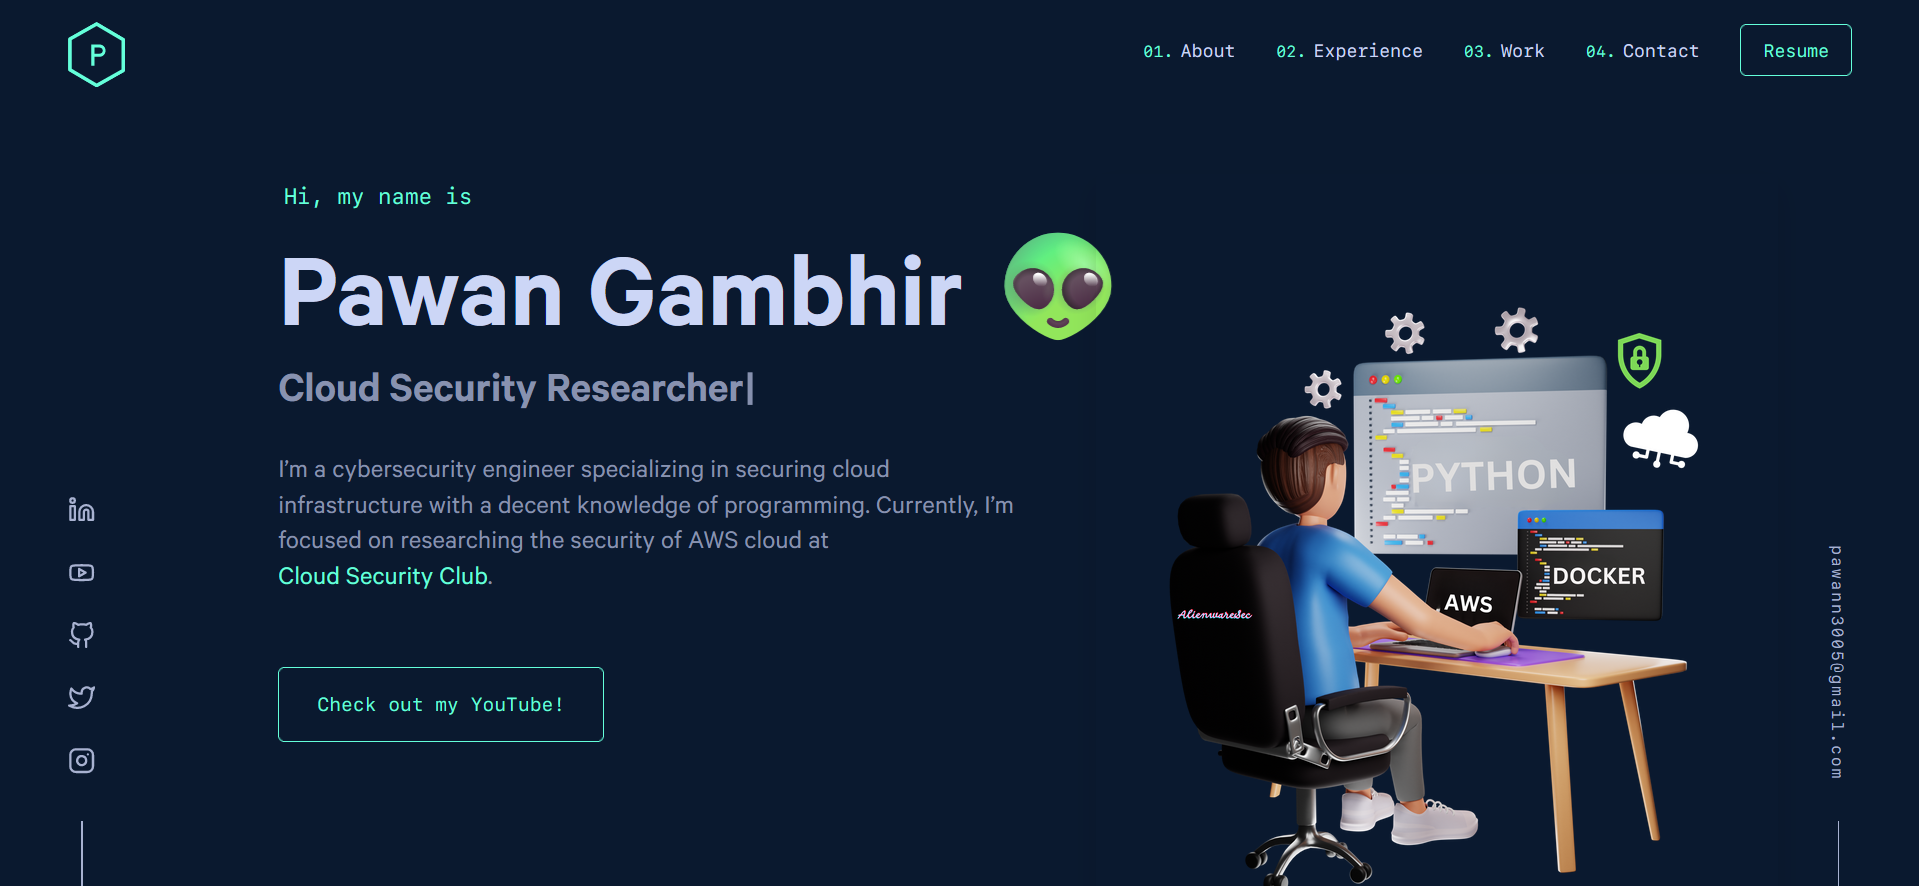 P
01. About
02. Experience
03. Work
04. Contact
Resume
Hi, my name is
Pawan Gambhir
Cloud Security Researcher|
I’m a cybersecurity engineer specializing in securing cloud
infrastructure with a decent knowledge of programming. Currently, I’m
focused on researching the security of AWS cloud at
Cloud Security Club.
Check out my YouTube!
PYTHON
DOCKER
AWS
AlienwareSec
pawann3005@gmail.com